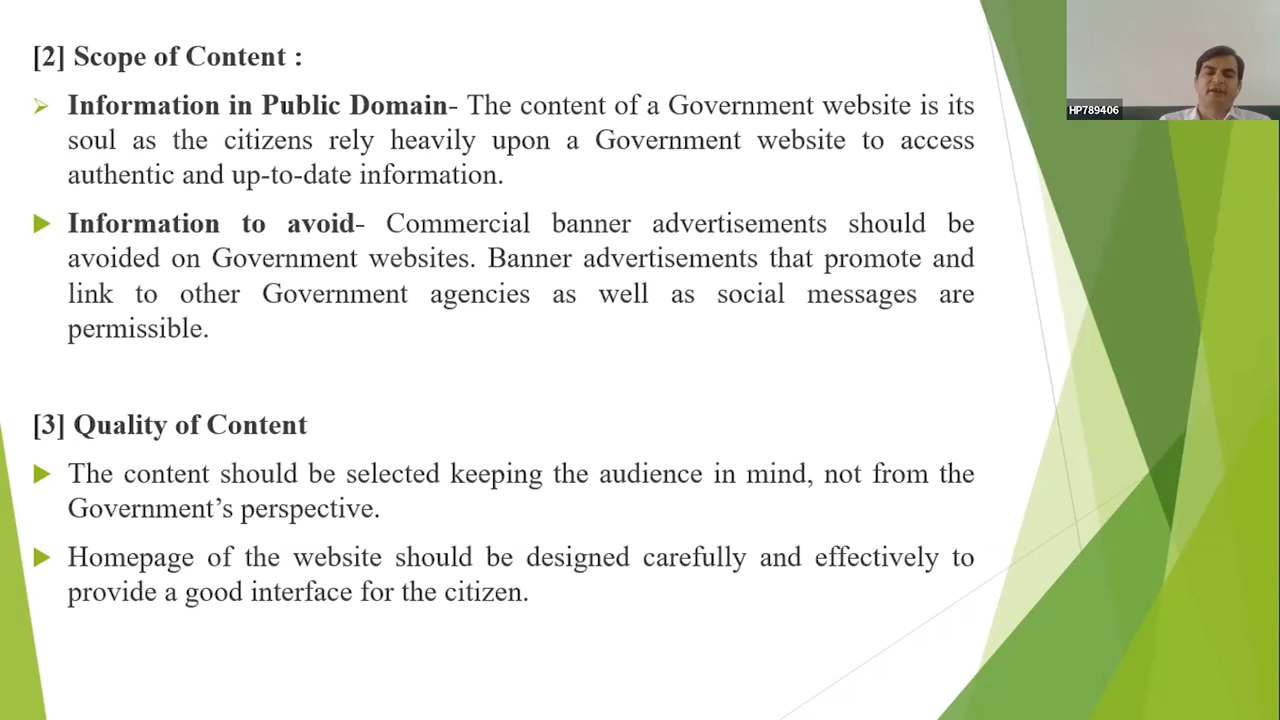 [2] Scope of Content :
Information in Public Domain- The content of a Government website is its
soul as the citizens rely heavily upon a Government website to access
authentic and up-to-date information.
Information to avoid- Commercial banner advertisements should be
avoided on Government websites. Banner advertisements that promote and
link to other Government agencies as well as social messages are
permissible.
[3] Quality of Content
The content should be selected keeping the audience in mind, not from the
Government’s perspective.
Homepage of the website should be designed carefully and effectively to
provide a good interface for the citizen.
HP789406